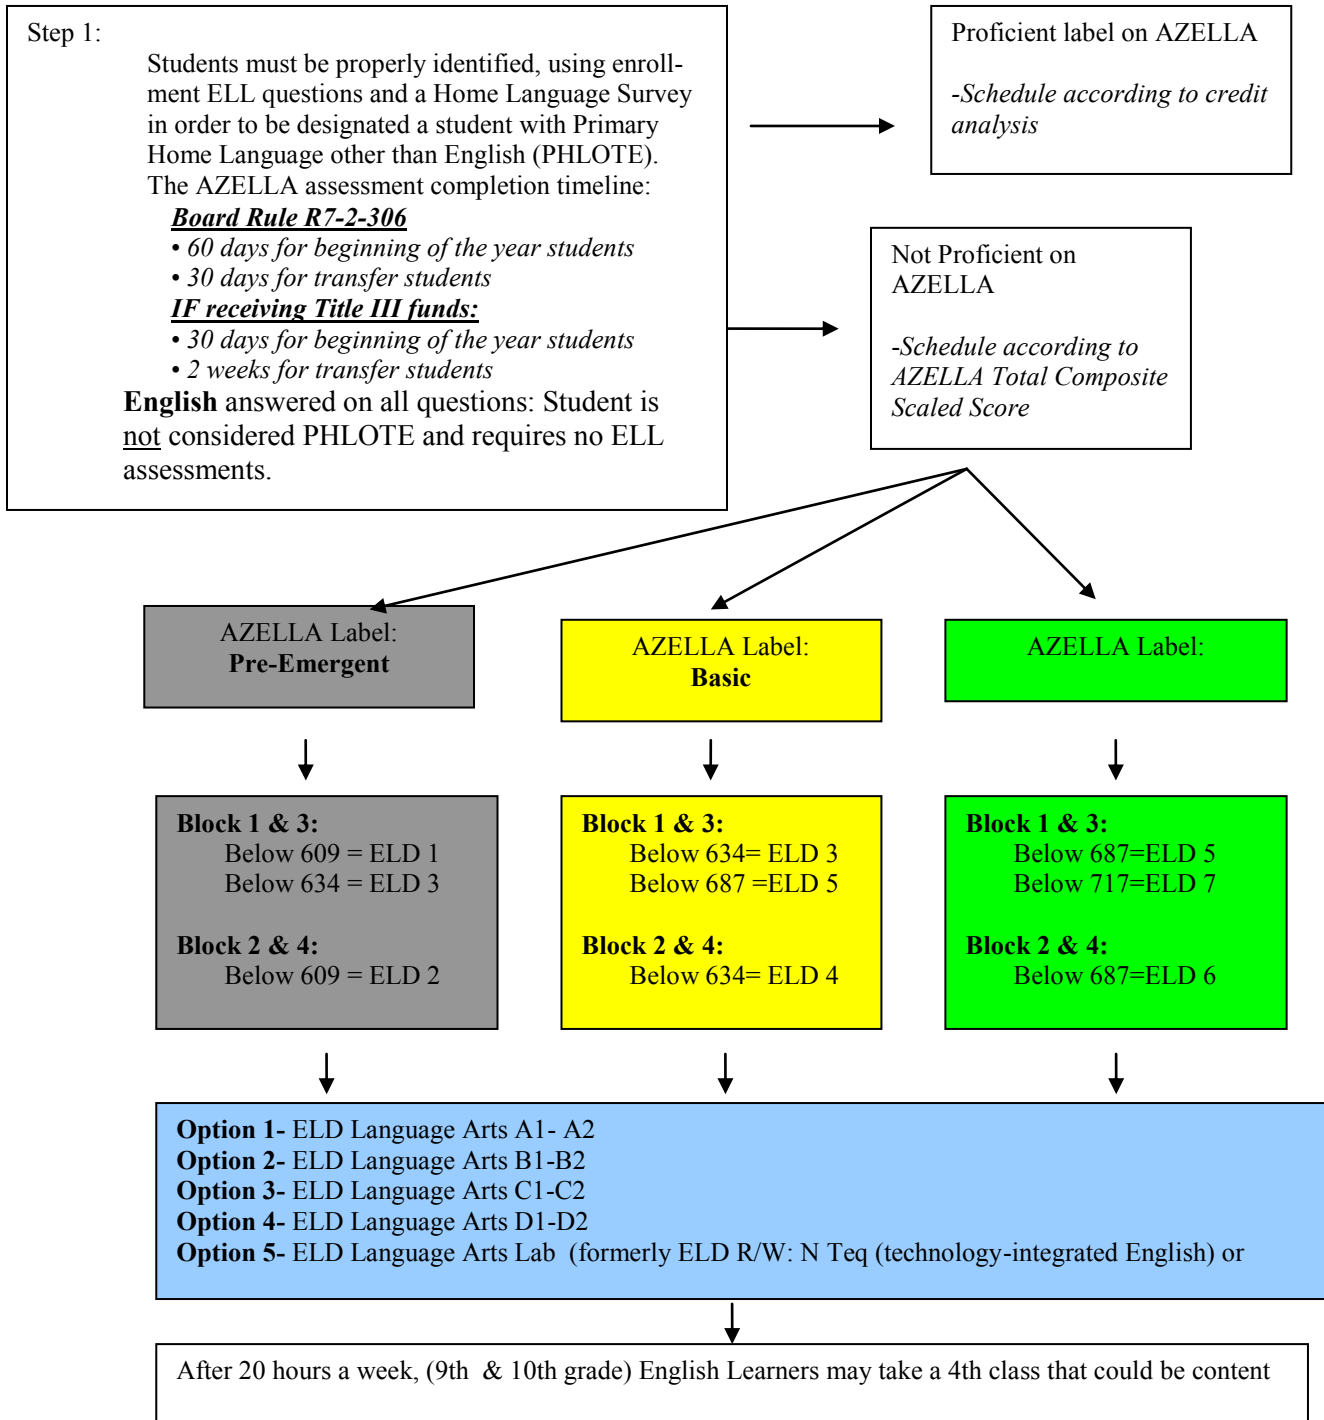 Step 1:
Students must be properly identified, using enroll-
ment ELL questions and a Home Language Survey
in order to be designated a student with Primary
Home Language other than English (PHLOTE).
The AZELLA assessment completion timeline:
Board Rule R7-2-306
• 60 days for beginning of the year students
• 30 days for transfer students
IF receiving Title III funds:
• 30 days for beginning of the year students
• 2 weeks for transfer students
English answered on all questions: Student is
not considered PHLOTE and requires no ELL
assessments.
Proficient label on AZELLA
-Schedule according to credit
analysis
Not Proficient on
AZELLA
-Schedule according to
AZELLA Total Composite
Scaled Score
AZELLA Label:
Pre-Emergent
AZELLA Label:
Basic
AZELLA Label:
Block 1 & 3:
Below 609 = ELD 1
Below 634 = ELD 3
Block 2 & 4:
Below 609 = ELD 2
Block 1 & 3:
Below 634= ELD 3
Below 687 =ELD 5
Block 2 & 4:
Below 634= ELD 4
Block 1 & 3:
Below 687=ELD 5
Below 717=ELD 7
Block 2 & 4:
Below 687=ELD 6
Option 1- ELD Language Arts A1- A2
Option 2- ELD Language Arts B1-B2
Option 3- ELD Language Arts C1-C2
Option 4- ELD Language Arts D1-D2
Option 5- ELD Language Arts Lab  (formerly ELD R/W: N Teq (technology-integrated English) or
After 20 hours a week, (9th  & 10th grade) English Learners may take a 4th class that could be content